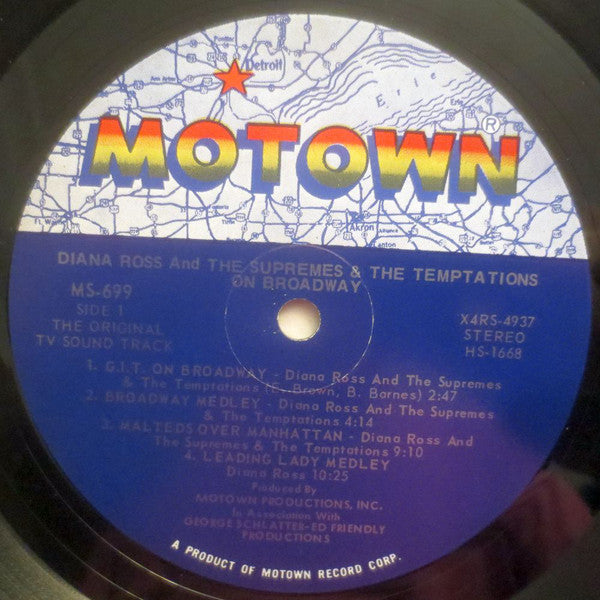 Detroit
Erie
MOTOWN®
Akron
DIANA ROSS And THE SUPREMES & THE TEMPTATIONS
ON BROADWAY
MS-699
SIDE 1
THE ORIGINAL
TV SOUND TRACK
X4RS-4937
STEREO
HS-1668
1. G.I.T. ON BROADWAY - Diana Ross And The Supremes
& The Temptations (E. Brown, B. Barnes) 2:47
2. BROADWAY MEDLEY - Diana Ross And The Supremes
& The Temptations 4:14
3. MALTEDS OVER MANHATTAN - Diana Ross And
The Supremes & The Temptations 9:10
4. LEADING LADY MEDLEY
Diana Ross 10:25
Produced By
MOTOWN PRODUCTIONS, INC.
In Association With
GEORGE SCHLATTER-ED FRIENDLY
PRODUCTIONS
A PRODUCT OF MOTOWN RECORD CORP.